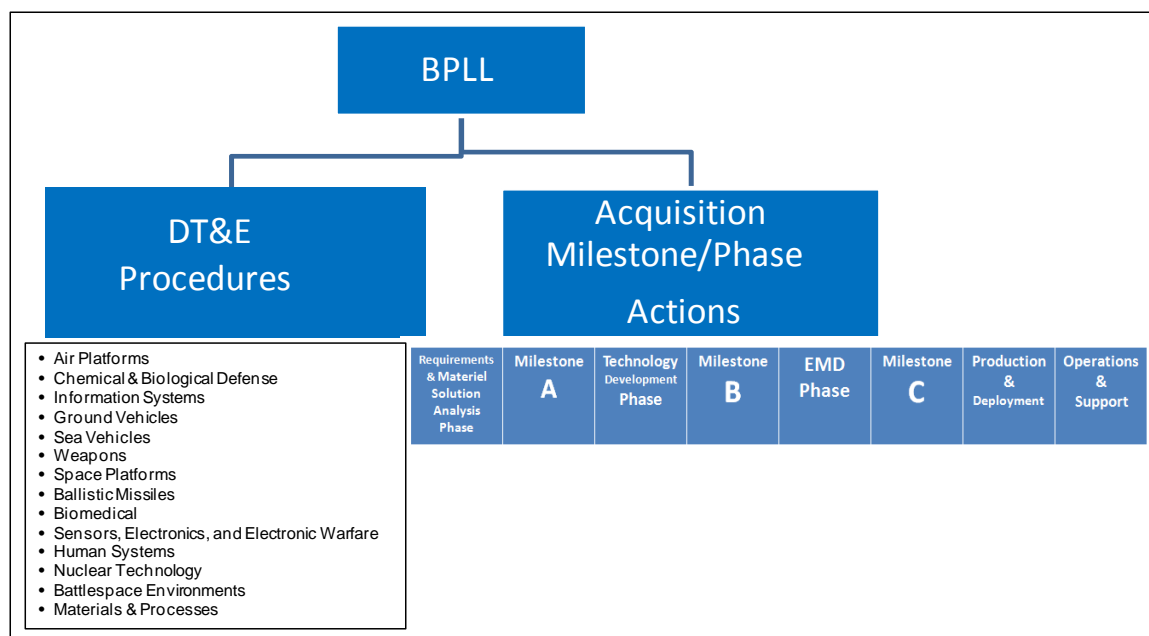 BPLL
DT&E
Procedures
Acquisition
Milestone/Phase
Actions
• Air Platforms
• Chemical & Biological Defense
• Information Systems
• Ground Vehicles
• Sea Vehicles
• Weapons
• Space Platforms
• Ballistic Missiles
• Biomedical
• Sensors, Electronics, and Electronic Warfare
• Human Systems
• Nuclear Technology
• Battlespace Environments
• Materials & Processes
Requirements
& Materiel
Solution
Analysis
Phase
Milestone
A
Technology
Development
Phase
Milestone
B
EMD
Phase
Milestone
C
Production
&
Deployment
Operations
&
Support